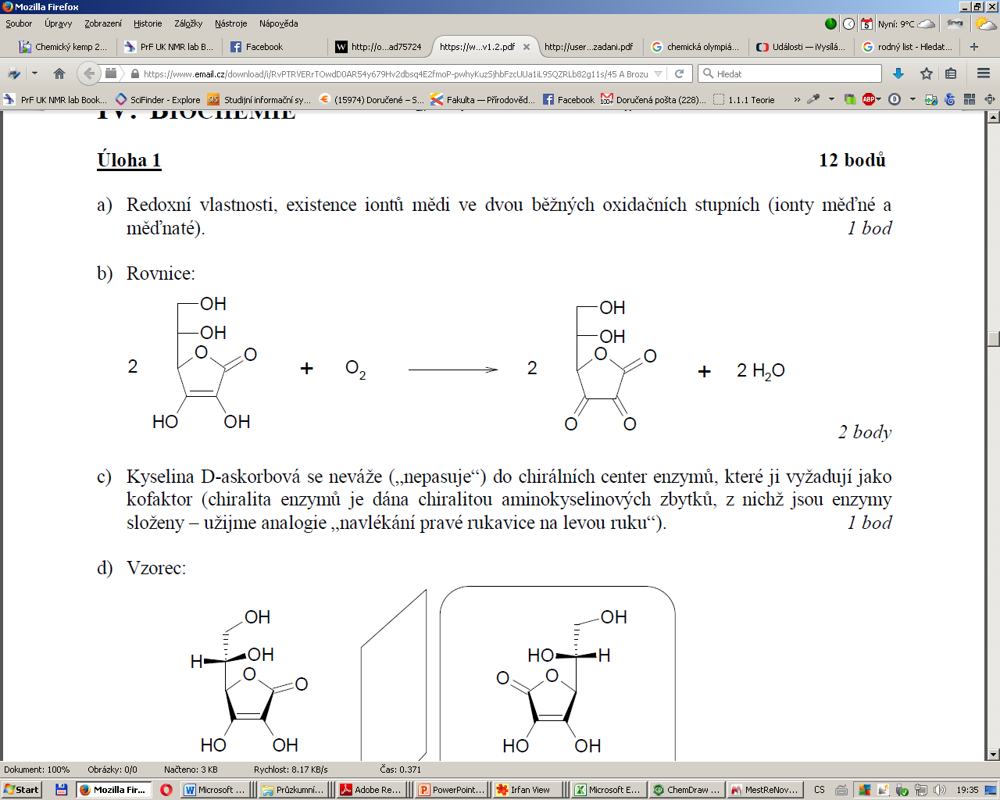 Mozilla Firefox
Soubor Úpravy Zobrazení Historie Záložky Nástroje Nápověda
5 Nyní: 9°C
Chemický kemp 2... PrF UK NMR lab B... Facebook http://o...ad75724 https://w...v1.2.pdf http://user...zadani.pdf chemická olympiá... Události — iVysílá... rodný list - Hledat...
https://www.email.cz/download/i/RvPTRVERrTOwdD0AR54y679Hv2dbsq4E2fmoP-pwhyKuzSjhbFzcUUa1iL9SQZRLb82g11s/45 A Brozu Hledat
PrF UK NMR lab Book... SciFinder - Explore Studijní informační sy... (15974) Doručené – S... Fakulta — Přírodověd... Facebook Doručená pošta (228)... 1.1.1 Teorie »
IV. BIOCHEMIE
Úloha 1 12 bodů
a) Redoxní vlastnosti, existence iontů mědi ve dvou běžných oxidačních stupních (ionty měďné a
měďnaté). 1 bod
b) Rovnice:
OH OH
OH OH
O O O O
2 + O2 2 + 2 H2O
HO OH O O
2 body
c) Kyselina D-askorbová se neváže („nepasuje“) do chirálních center enzymů, které ji vyžadují jako
kofaktor (chiralita enzymů je dána chiralitou aminokyselinových zbytků, z nichž jsou enzymy
složeny – užijme analogie „navlékání pravé rukavice na levou ruku“). 1 bod
d) Vzorec:
OH OH
H OH HO H
O O O O
HO OH HO OH
Dokument: 100% Obrázky: 0/0 Načteno: 3 KB Rychlost: 8.17 KB/s Čas: 0.371
Start Mozilla Fir... Microsoft ... Průzkumní... Adobe Re... PowerPoint... Irfan View Microsoft E... ChemDraw ... MestReNov... CS 19:35